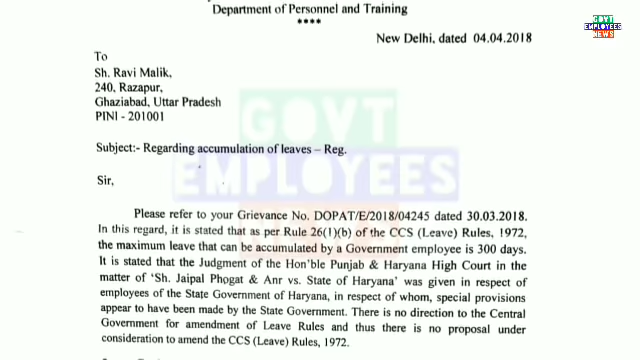 Department of Personnel and Training
****
New Delhi, dated 04.04.2018
To
Sh. Ravi Malik,
240, Razapur,
Ghaziabad, Uttar Pradesh
PINI - 201001
Subject:- Regarding accumulation of leaves – Reg.
Sir,
Please refer to your Grievance No. DOPAT/E/2018/04245 dated 30.03.2018.
In this regard, it is stated that as per Rule 26(1)(b) of the CCS (Leave) Rules, 1972,
the maximum leave that can be accumulated by a Government employee is 300 days.
It is stated that the Judgment of the Hon'ble Punjab & Haryana High Court in the
matter of 'Sh. Jaipal Phogat & Anr vs. State of Haryana' was given in respect of
employees of the State Government of Haryana, in respect of whom, special provisions
appear to have been made by the State Government. There is no direction to the Central
Government for amendment of Leave Rules and thus there is no proposal under
consideration to amend the CCS (Leave) Rules, 1972.
GOVT
EMPLOYEES
NEWS
GOVT
EMPLOYEES